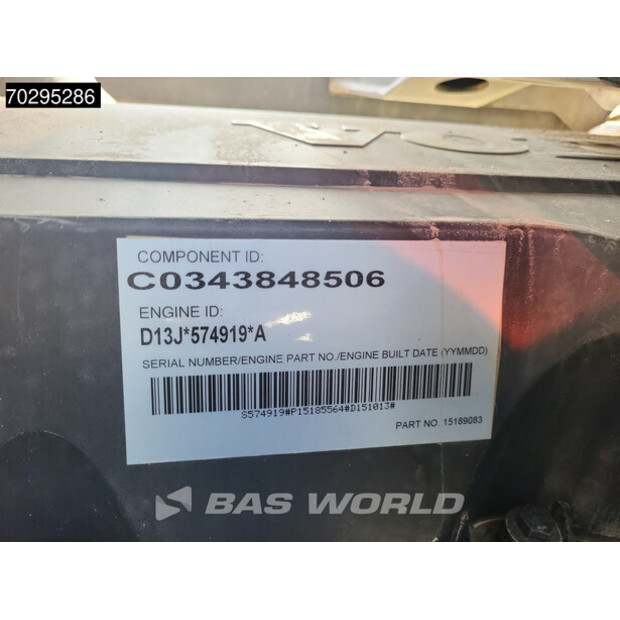 70295286
COMPONENT ID:
C0343848506
ENGINE ID:
D13J*574919*A
SERIAL NUMBER/ENGINE PART NO./ENGINE BUILT DATE (YYMMDD)
S574919#P15185564#D151013#
PART NO. 15189083
BAS WORLD